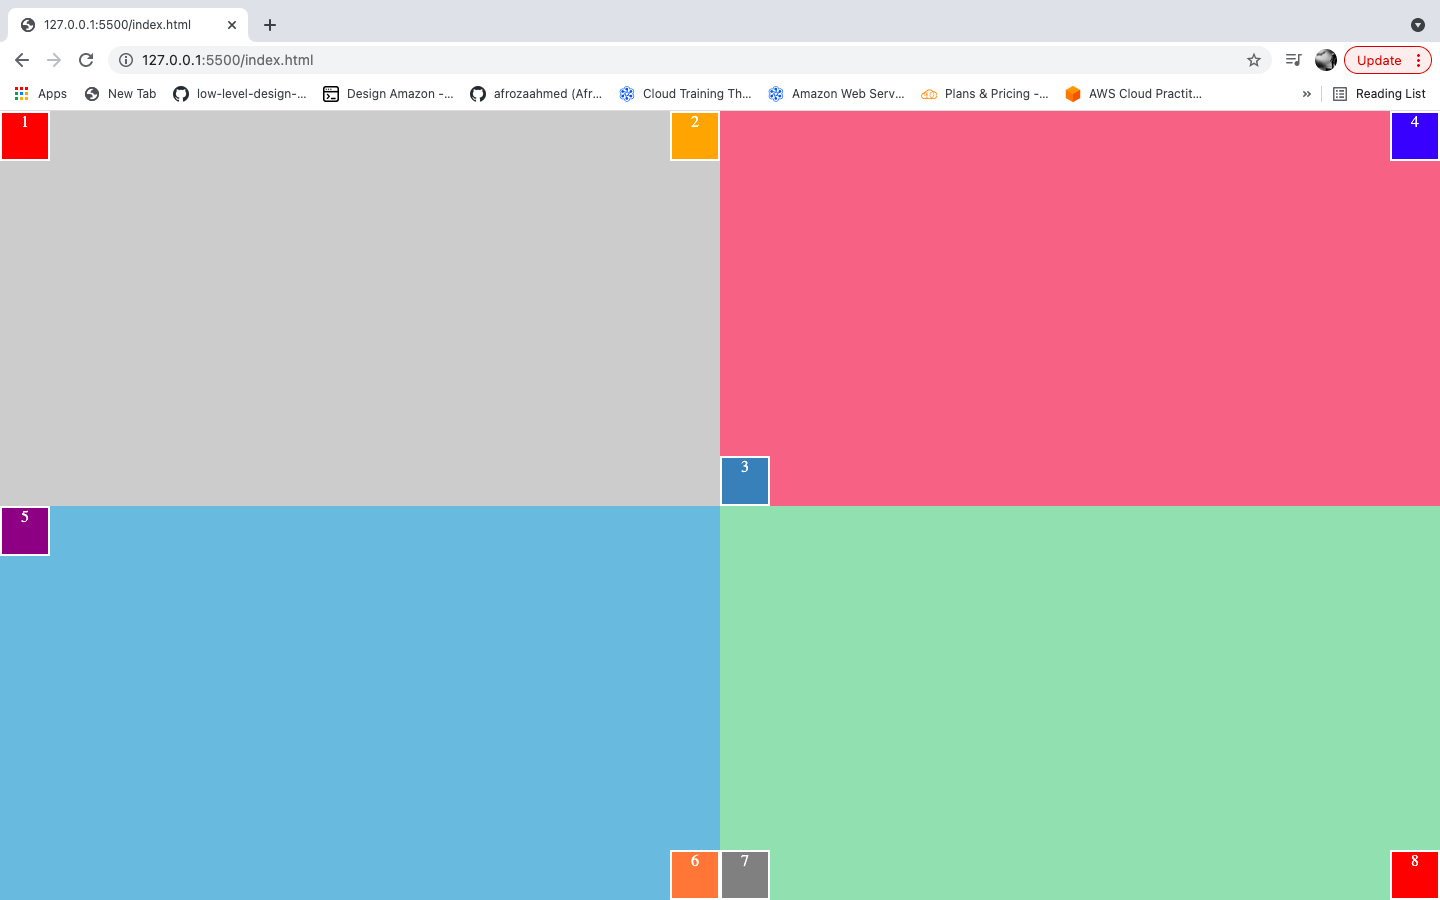 127.0.0.1:5500/index.html
127.0.0.1:5500/index.html
Update
Apps
New Tab
low-level-design-...
Design Amazon -...
afrozaahmed (Afr...
Cloud Training Th...
Amazon Web Serv...
Plans & Pricing -...
AWS Cloud Practit...
»
Reading List
1
2
4
3
5
6
7
8